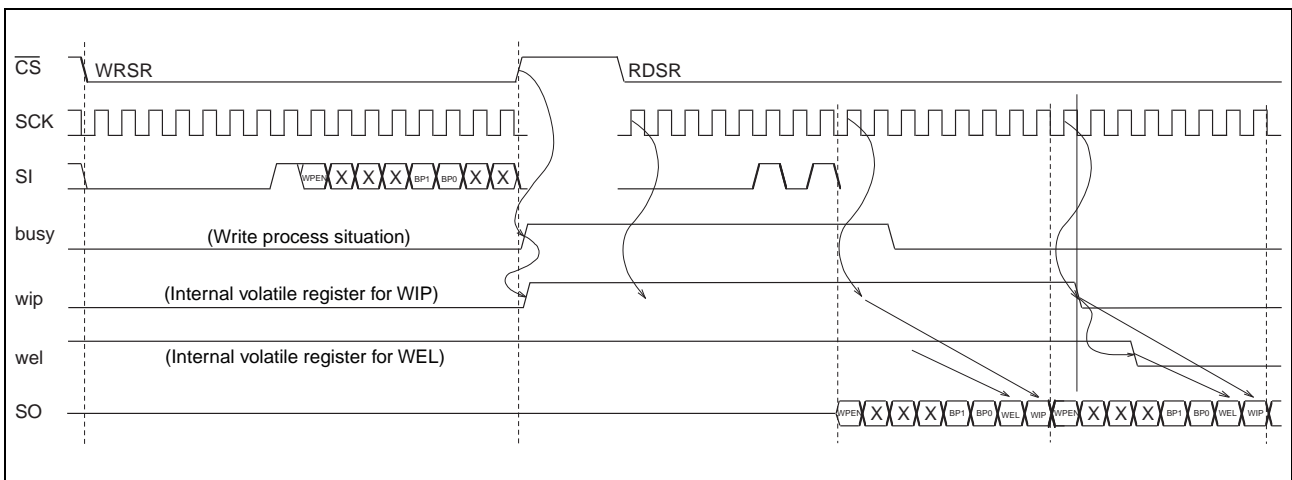 CS WRSR RDSR
SCK
SI WPEN X X X BP1 BP0 X X
busy (Write process situation)
wip (Internal volatile register for WIP)
wel (Internal volatile register for WEL)
SO WPEN X X X BP1 BP0 WEL WIP WPEN X X X BP1 BP0 WEL WIP